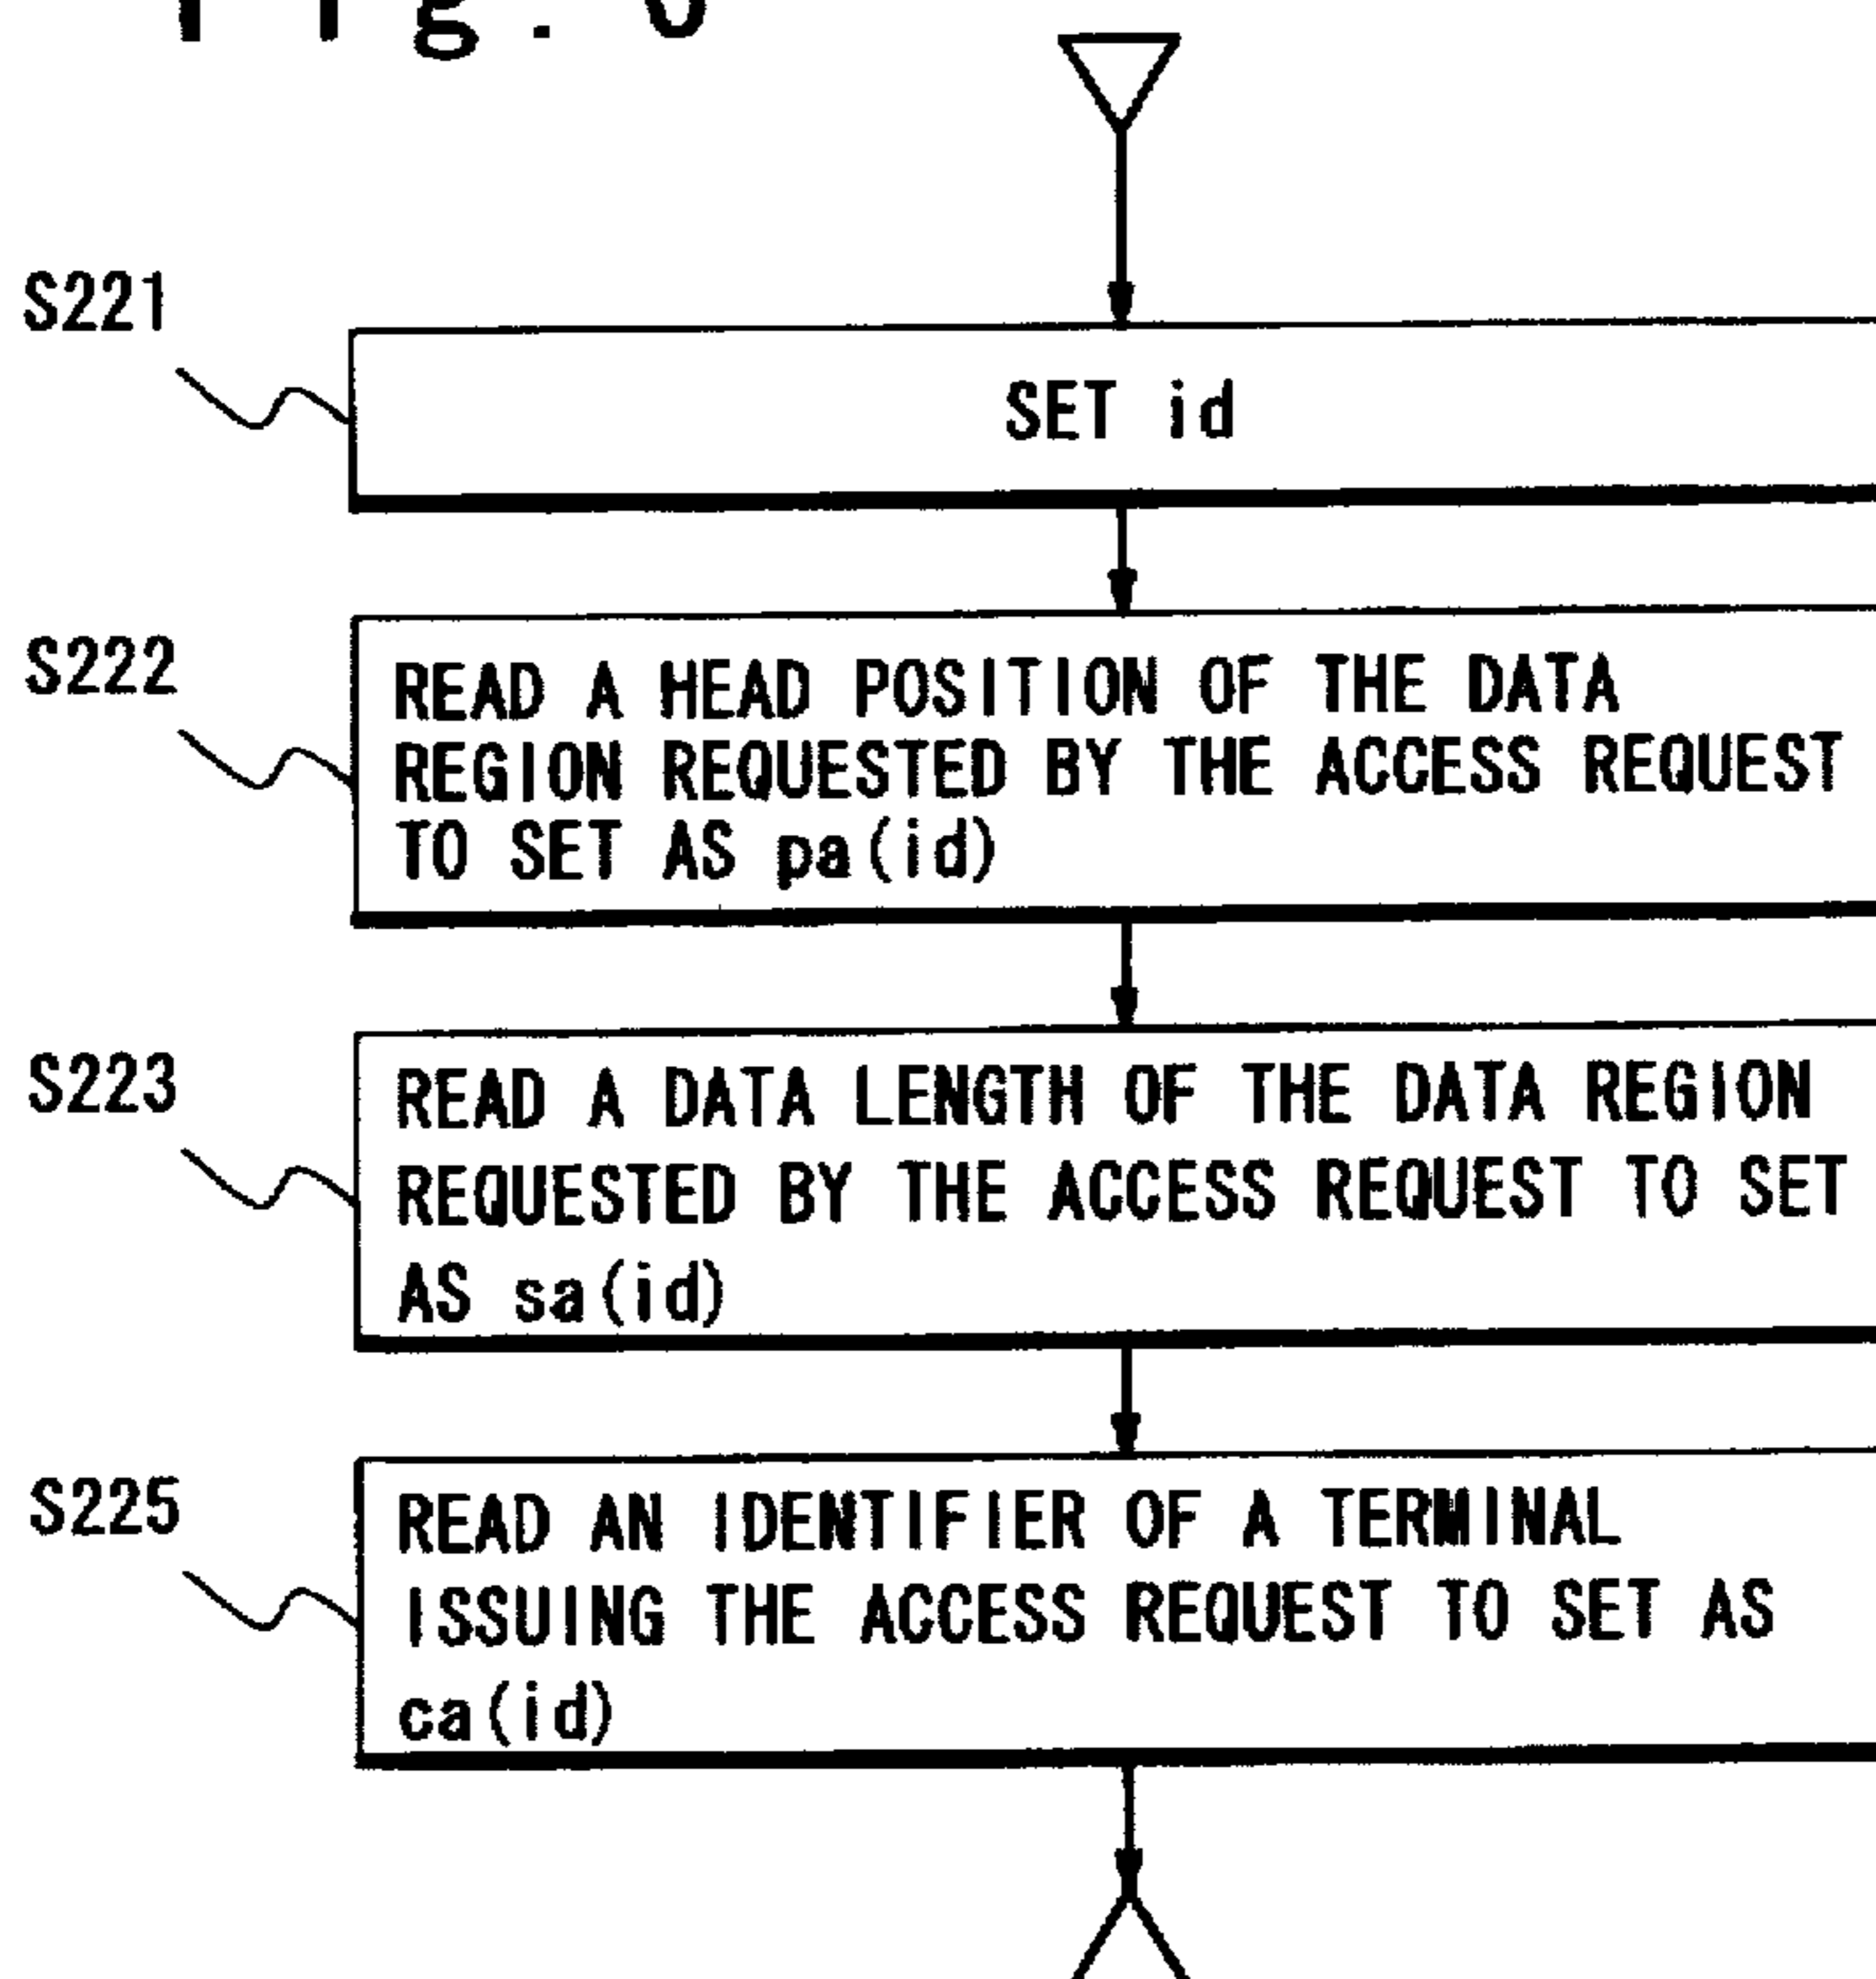 S221
SET id
S222
READ A HEAD POSITION OF THE DATA
REGION REQUESTED BY THE ACCESS REQUEST
TO SET AS pa(id)
S223
READ A DATA LENGTH OF THE DATA REGION
REQUESTED BY THE ACCESS REQUEST TO SET
AS sa(id)
S225
READ AN IDENTIFIER OF A TERMINAL
ISSUING THE ACCESS REQUEST TO SET AS
ca(id)